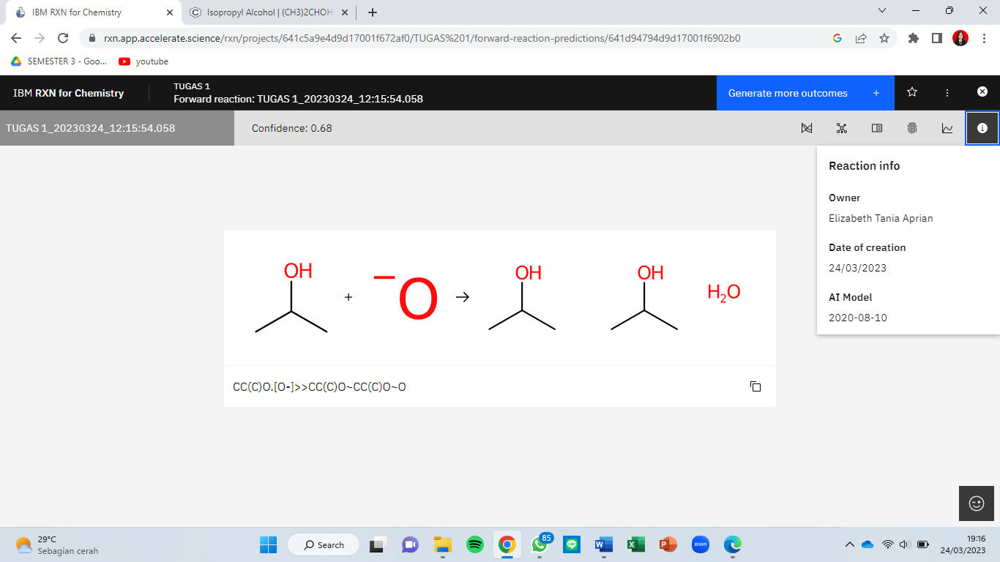 IBM RXN for Chemistry
Isopropyl Alcohol | (CH3)2CHOH
rxn.app.accelerate.science/rxn/projects/641c5a9e4d9d17001f672af0/TUGAS%201/forward-reaction-predictions/641d94794d9d17001f6902b0
SEMESTER 3 - Goo...
youtube
IBM RXN for Chemistry
TUGAS 1
Forward reaction: TUGAS 1_20230324_12:15:54.058
Generate more outcomes +
TUGAS 1_20230324_12:15:54.058
Confidence: 0.68
Reaction info
Owner
Elizabeth Tania Aprian
Date of creation
24/03/2023
AI Model
2020-08-10
OH + −O → OH OH H2O
CC(C)O.[O-]>>CC(C)O~CC(C)O~O
29°C
Sebagian cerah
Search
85
LINE
zoom
19:16
24/03/2023